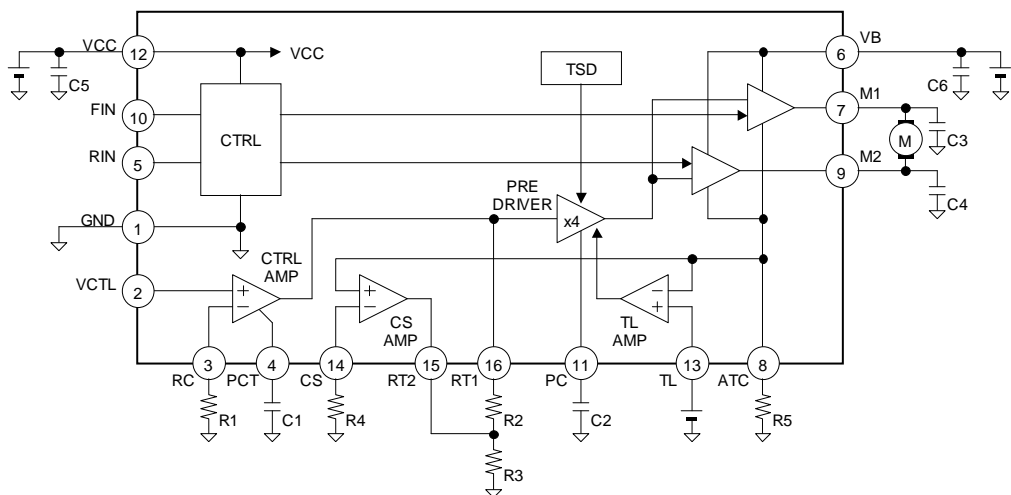 VCC
12
VCC
C5
FIN
10
RIN
5
GND
1
VCTL
2
CTRL
TSD
PRE
DRIVER
x4
CTRL
AMP
+
−
+
−
CS
AMP
−
+
TL
AMP
VB
6
C6
M1
7
M
C3
M2
9
C4
3
4
14
15
16
11
13
8
RC
PCT
CS
RT2
RT1
PC
TL
ATC
R1
C1
R4
R2
C2
R5
R3